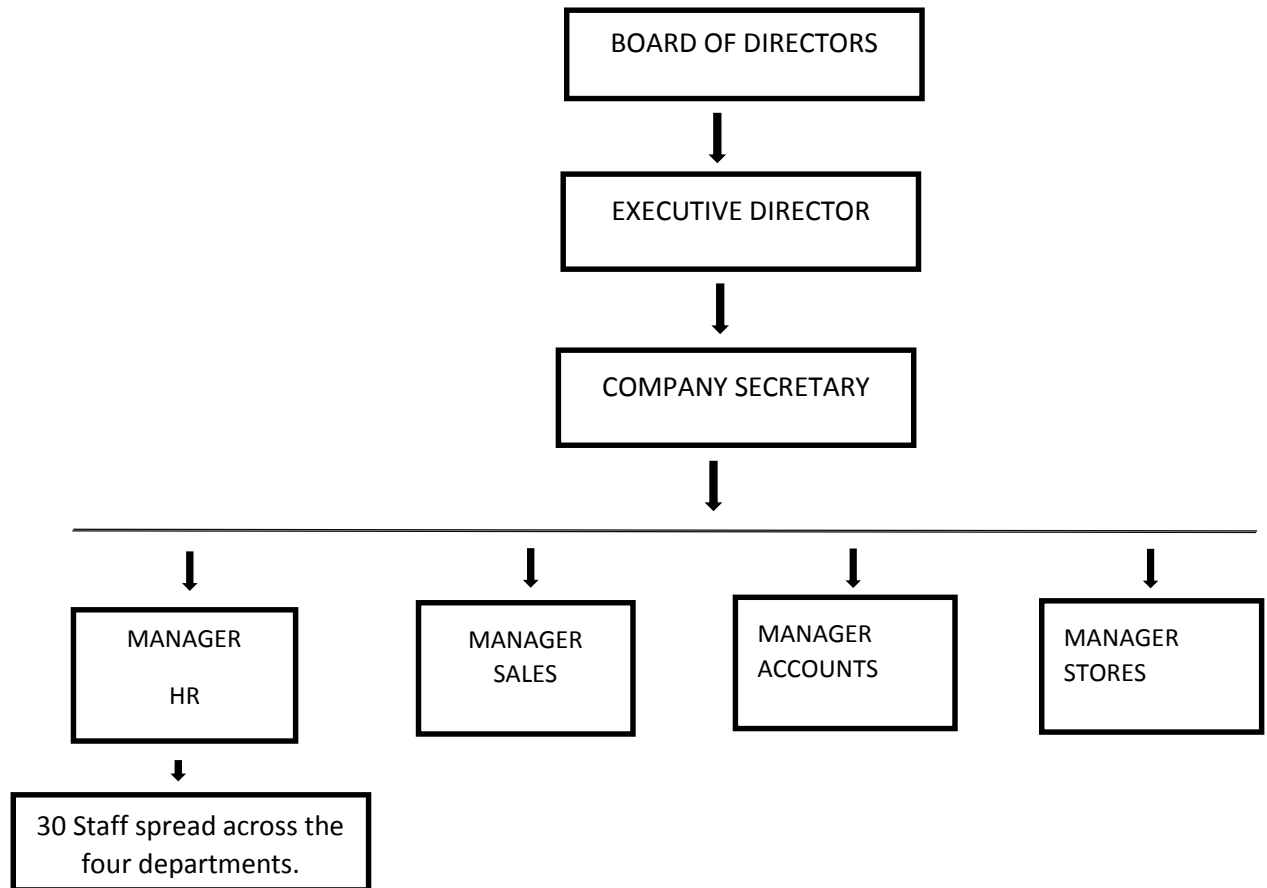 BOARD OF DIRECTORS
EXECUTIVE DIRECTOR
COMPANY SECRETARY
MANAGER
HR
MANAGER
SALES
MANAGER
ACCOUNTS
MANAGER
STORES
30 Staff spread across the
four departments.